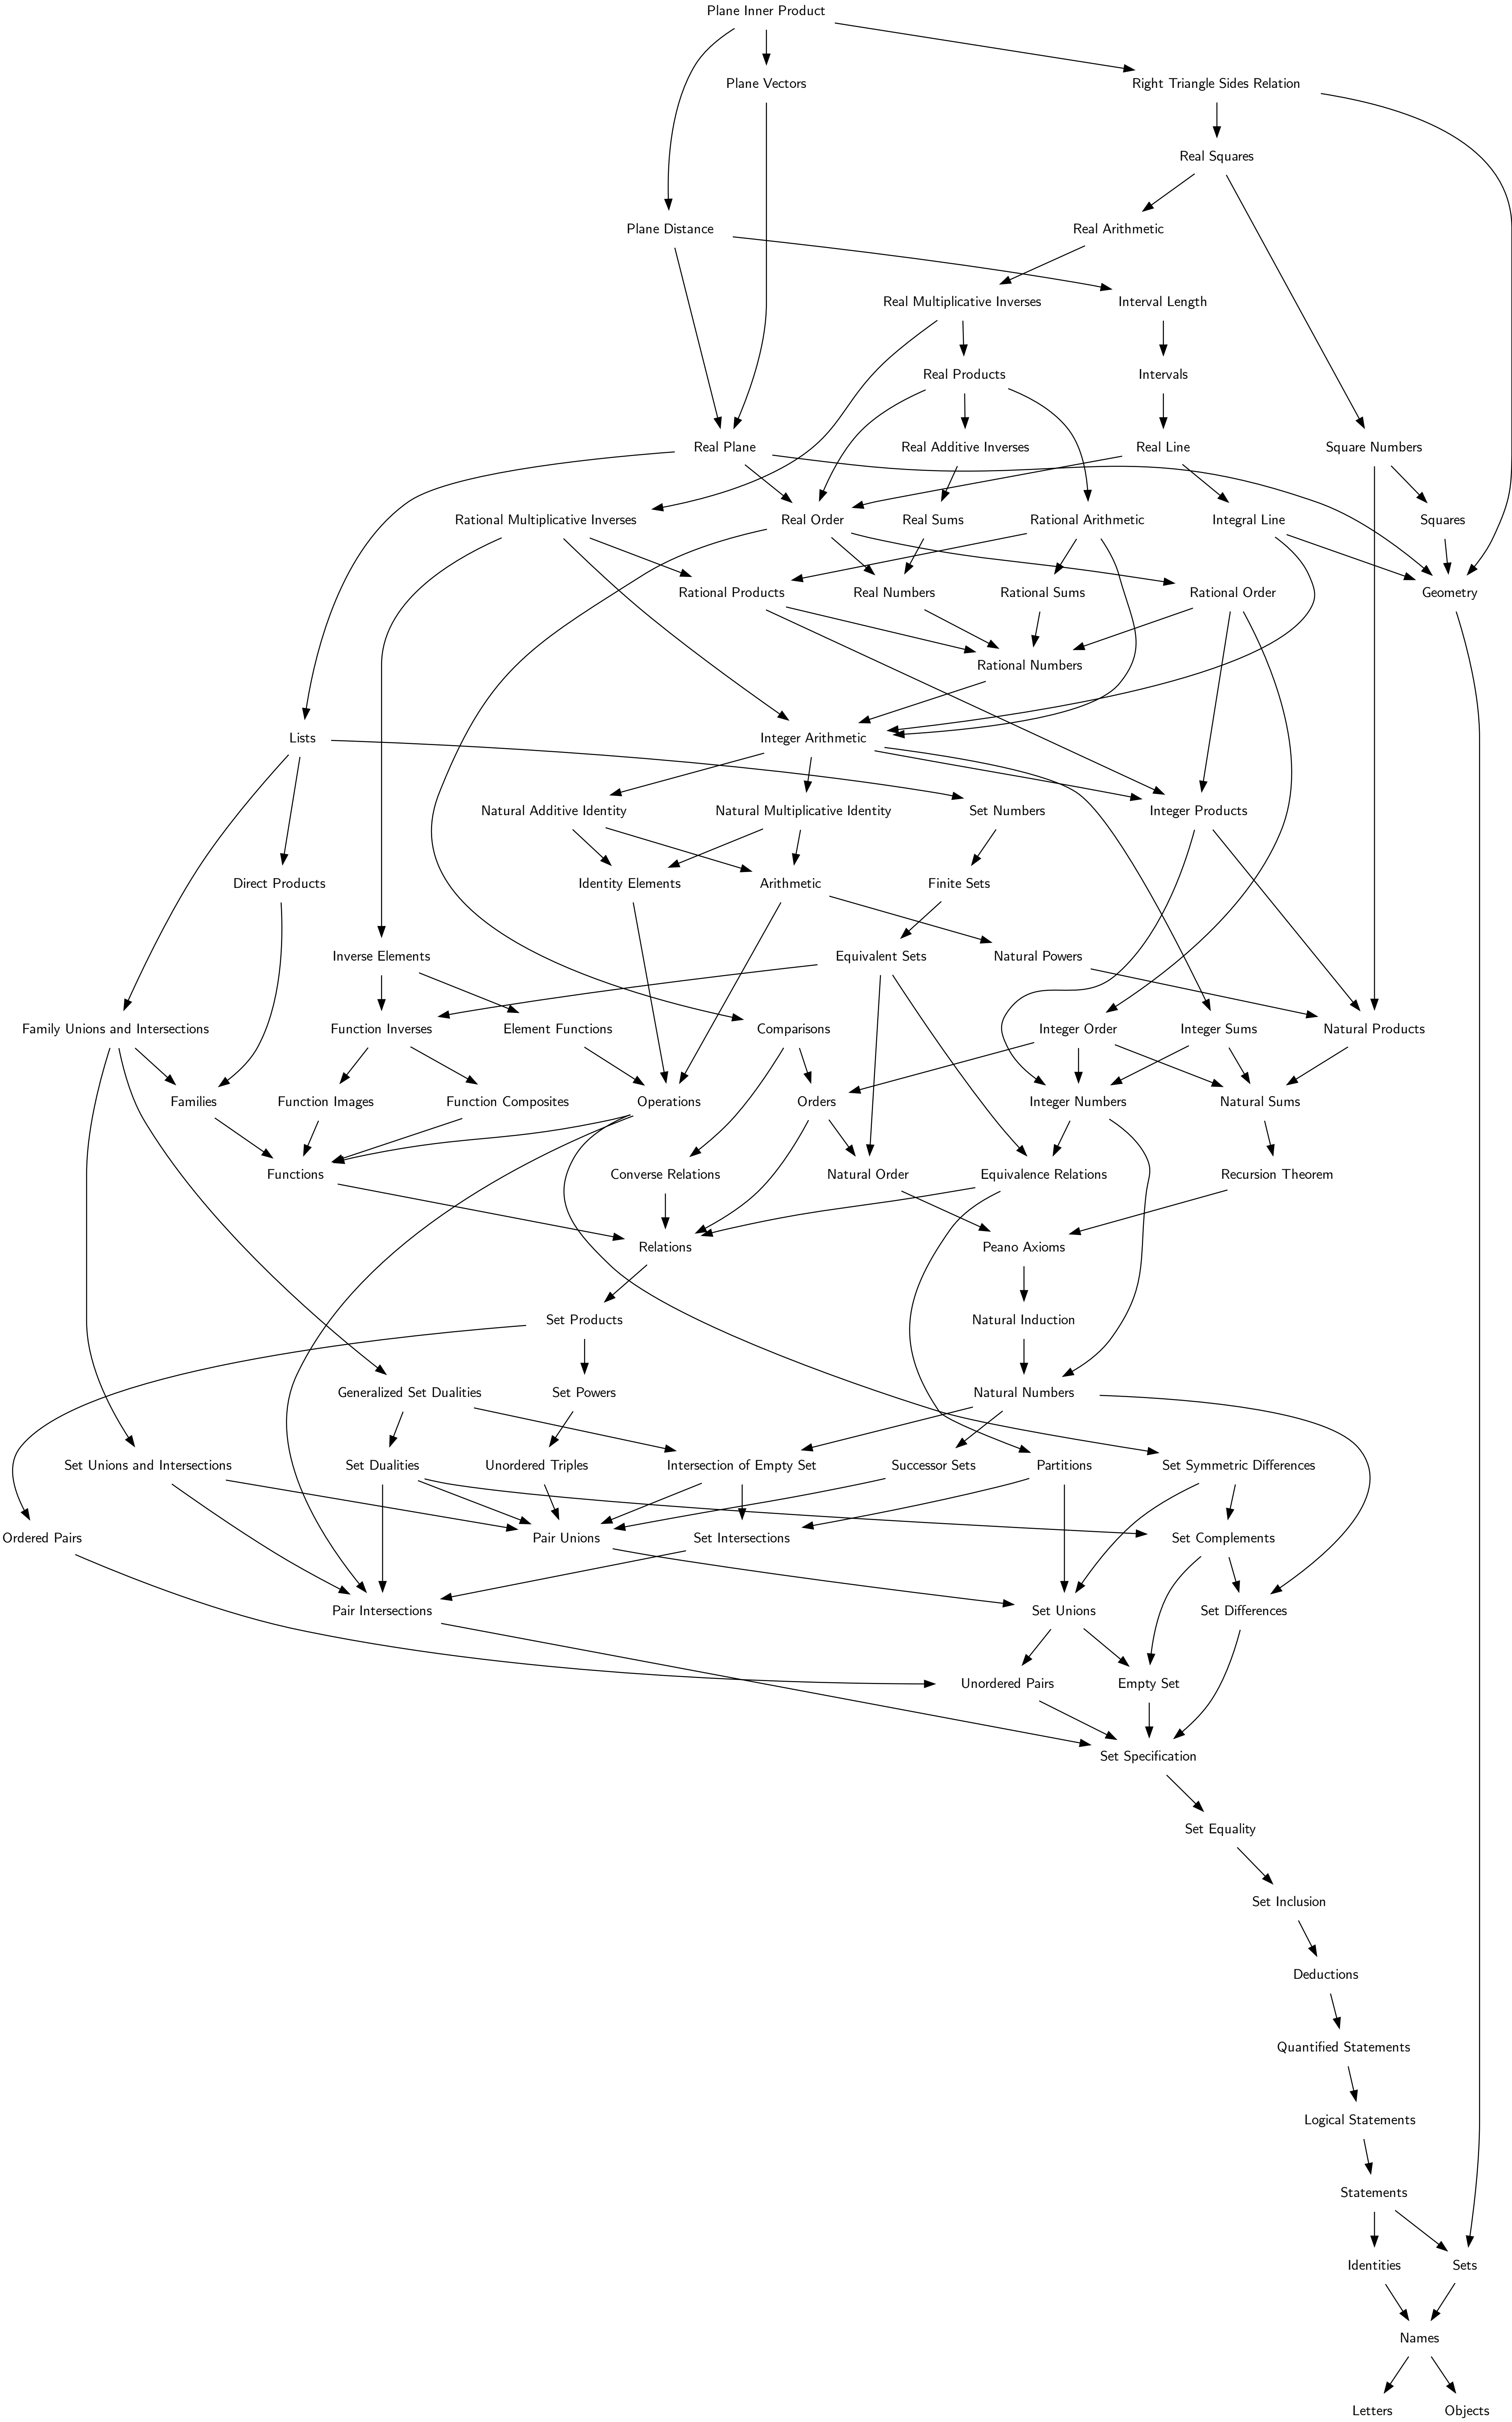 Plane Inner Product
Plane Vectors
Right Triangle Sides Relation
Real Squares
Plane Distance
Real Arithmetic
Real Multiplicative Inverses
Interval Length
Real Products
Intervals
Real Plane
Real Additive Inverses
Real Line
Square Numbers
Rational Multiplicative Inverses
Real Order
Real Sums
Rational Arithmetic
Integral Line
Squares
Rational Products
Real Numbers
Rational Sums
Rational Order
Geometry
Rational Numbers
Lists
Integer Arithmetic
Natural Additive Identity
Natural Multiplicative Identity
Set Numbers
Integer Products
Direct Products
Identity Elements
Arithmetic
Finite Sets
Inverse Elements
Equivalent Sets
Natural Powers
Family Unions and Intersections
Function Inverses
Element Functions
Comparisons
Integer Order
Integer Sums
Natural Products
Families
Function Images
Function Composites
Operations
Orders
Integer Numbers
Natural Sums
Functions
Converse Relations
Natural Order
Equivalence Relations
Recursion Theorem
Relations
Peano Axioms
Set Products
Natural Induction
Generalized Set Dualities
Set Powers
Natural Numbers
Set Unions and Intersections
Set Dualities
Unordered Triples
Intersection of Empty Set
Successor Sets
Partitions
Set Symmetric Differences
Ordered Pairs
Pair Unions
Set Intersections
Set Complements
Pair Intersections
Set Unions
Set Differences
Unordered Pairs
Empty Set
Set Specification
Set Equality
Set Inclusion
Deductions
Quantified Statements
Logical Statements
Statements
Identities
Sets
Names
Letters
Objects